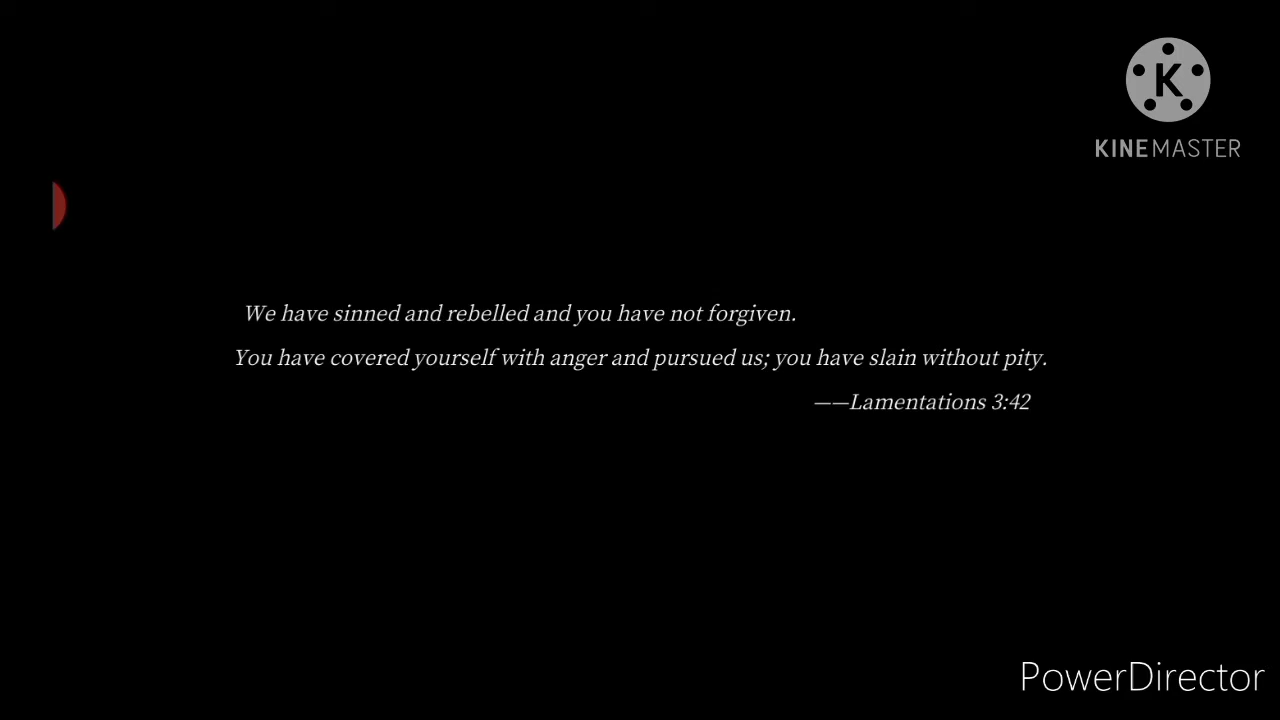 K
KINEMASTER
We have sinned and rebelled and you have not forgiven.
You have covered yourself with anger and pursued us; you have slain without pity.
——Lamentations 3:42
PowerDirector